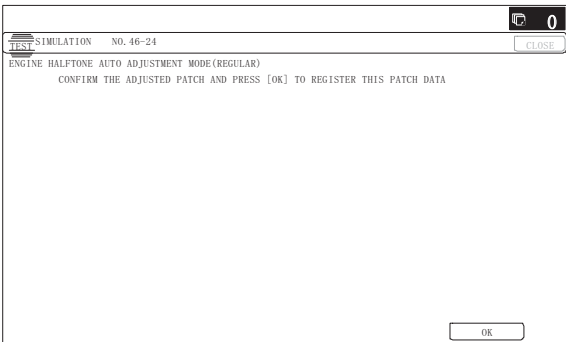 0
TEST SIMULATION NO.46-24
CLOSE
ENGINE HALFTONE AUTO ADJUSTMENT MODE(REGULAR)
CONFIRM THE ADJUSTED PATCH AND PRESS [OK] TO REGISTER THIS PATCH DATA
OK